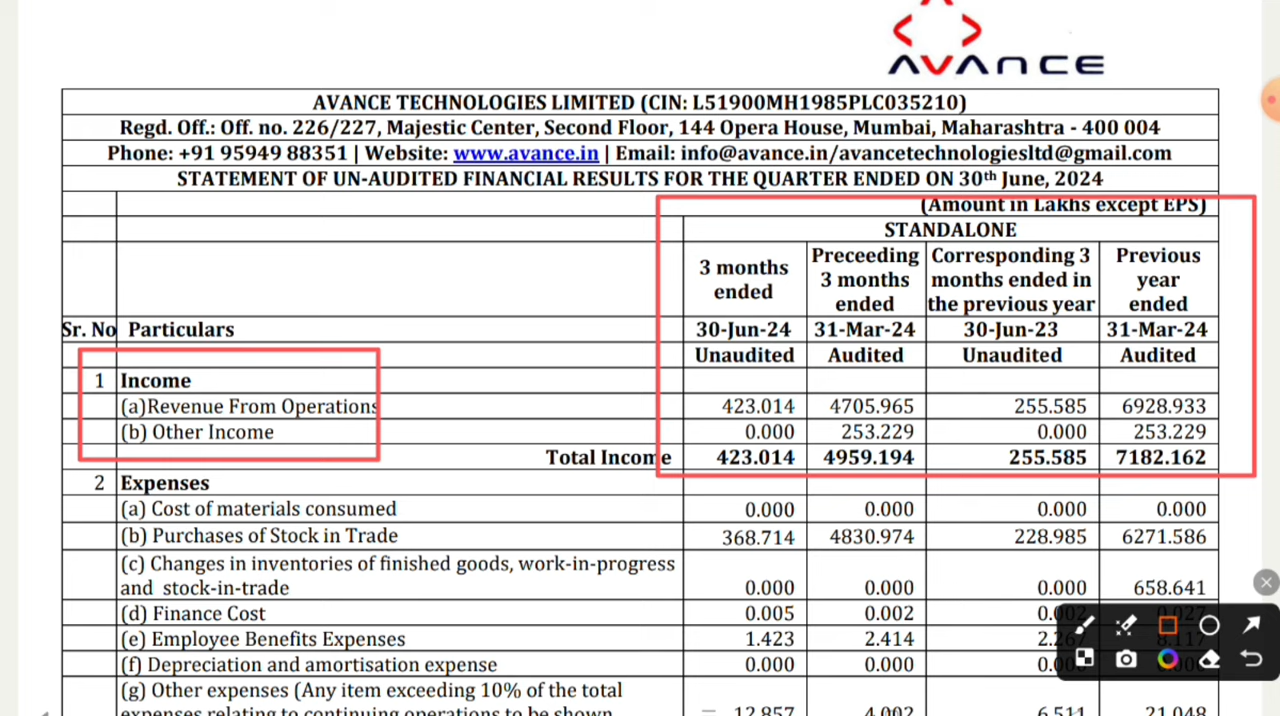 AVANCE
AVANCE TECHNOLOGIES LIMITED (CIN: L51900MH1985PLC035210)
Regd. Off.: Off. no. 226/227, Majestic Center, Second Floor, 144 Opera House, Mumbai, Maharashtra - 400 004
Phone: +91 95949 88351 | Website: www.avance.in | Email: info@avance.in/avancetechnologiesltd@gmail.com
STATEMENT OF UN-AUDITED FINANCIAL RESULTS FOR THE QUARTER ENDED ON 30th June, 2024
(Amount in Lakhs except EPS)
STANDALONE
3 months ended Preceeding 3 months ended Corresponding 3 months ended in the previous year Previous year ended
Sr. No Particulars 30-Jun-24 31-Mar-24 30-Jun-23 31-Mar-24
Unaudited Audited Unaudited Audited
1 Income
(a)Revenue From Operations 423.014 4705.965 255.585 6928.933
(b) Other Income 0.000 253.229 0.000 253.229
Total Income 423.014 4959.194 255.585 7182.162
2 Expenses
(a) Cost of materials consumed 0.000 0.000 0.000 0.000
(b) Purchases of Stock in Trade 368.714 4830.974 228.985 6271.586
(c) Changes in inventories of finished goods, work-in-progress
and stock-in-trade 0.000 0.000 0.000 658.641
(d) Finance Cost 0.005 0.002 0.002 0.027
(e) Employee Benefits Expenses 1.423 2.414 2.267 8.117
(f) Depreciation and amortisation expense 0.000 0.000
(g) Other expenses (Any item exceeding 10% of the total
expenses relating to continuing operations to be shown 12.857 4.002 6.511 21.048